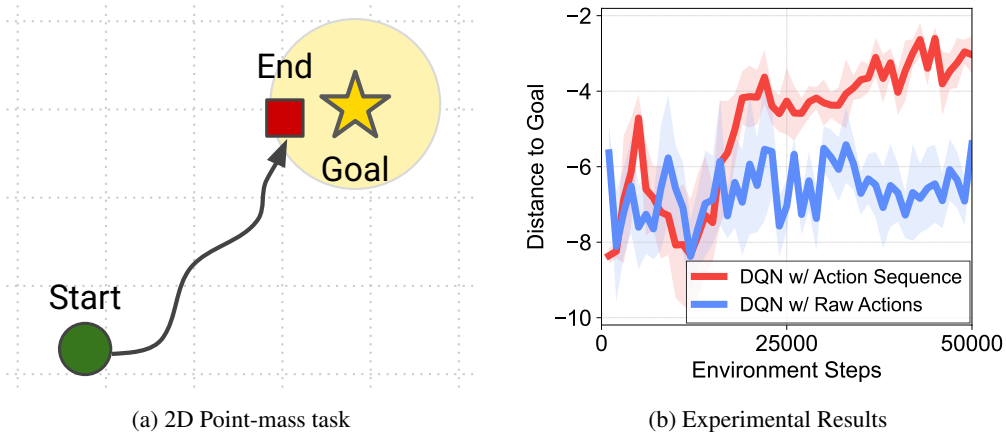 End
Goal
Start
(a) 2D Point-mass task
Distance to Goal
−2
−4
−6
−8
−10
DQN w/ Action Sequence
DQN w/ Raw Actions
0
25000
50000
Environment Steps
(b) Experimental Results